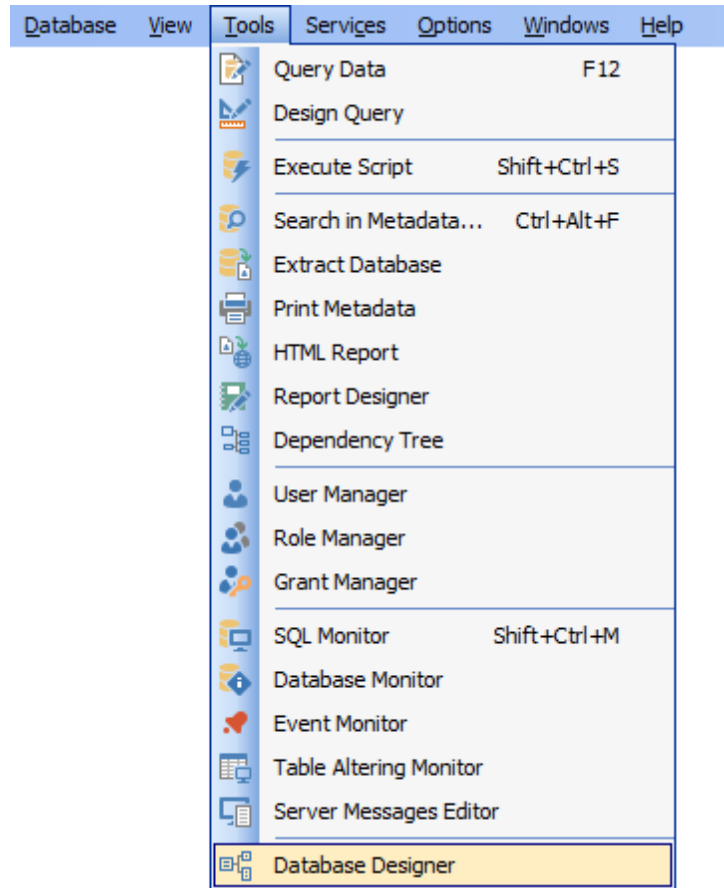 Database View Tools Services Options Windows Help
Query Data F12
Design Query
Execute Script Shift+Ctrl+S
Search in Metadata... Ctrl+Alt+F
Extract Database
Print Metadata
HTML Report
Report Designer
Dependency Tree
User Manager
Role Manager
Grant Manager
SQL Monitor Shift+Ctrl+M
Database Monitor
Event Monitor
Table Altering Monitor
Server Messages Editor
Database Designer